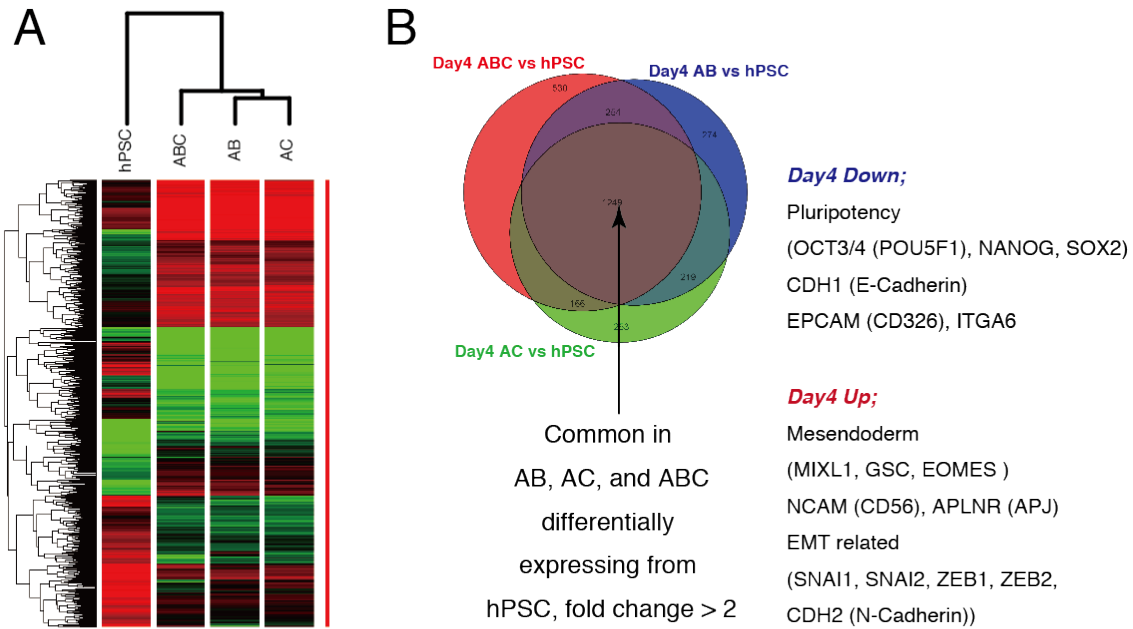 A
hPSC
ABC
AB
AC
B
Day4 ABC vs hPSC
Day4 AB vs hPSC
530
264
274
1249
219
166
253
Day4 AC vs hPSC
Common in
AB, AC, and ABC
differentially
expressing from
hPSC, fold change > 2
Day4 Down;
Pluripotency
(OCT3/4 (POU5F1), NANOG, SOX2)
CDH1 (E-Cadherin)
EPCAM (CD326), ITGA6
Day4 Up;
Mesendoderm
(MIXL1, GSC, EOMES )
NCAM (CD56), APLNR (APJ)
EMT related
(SNAI1, SNAI2, ZEB1, ZEB2,
CDH2 (N-Cadherin))